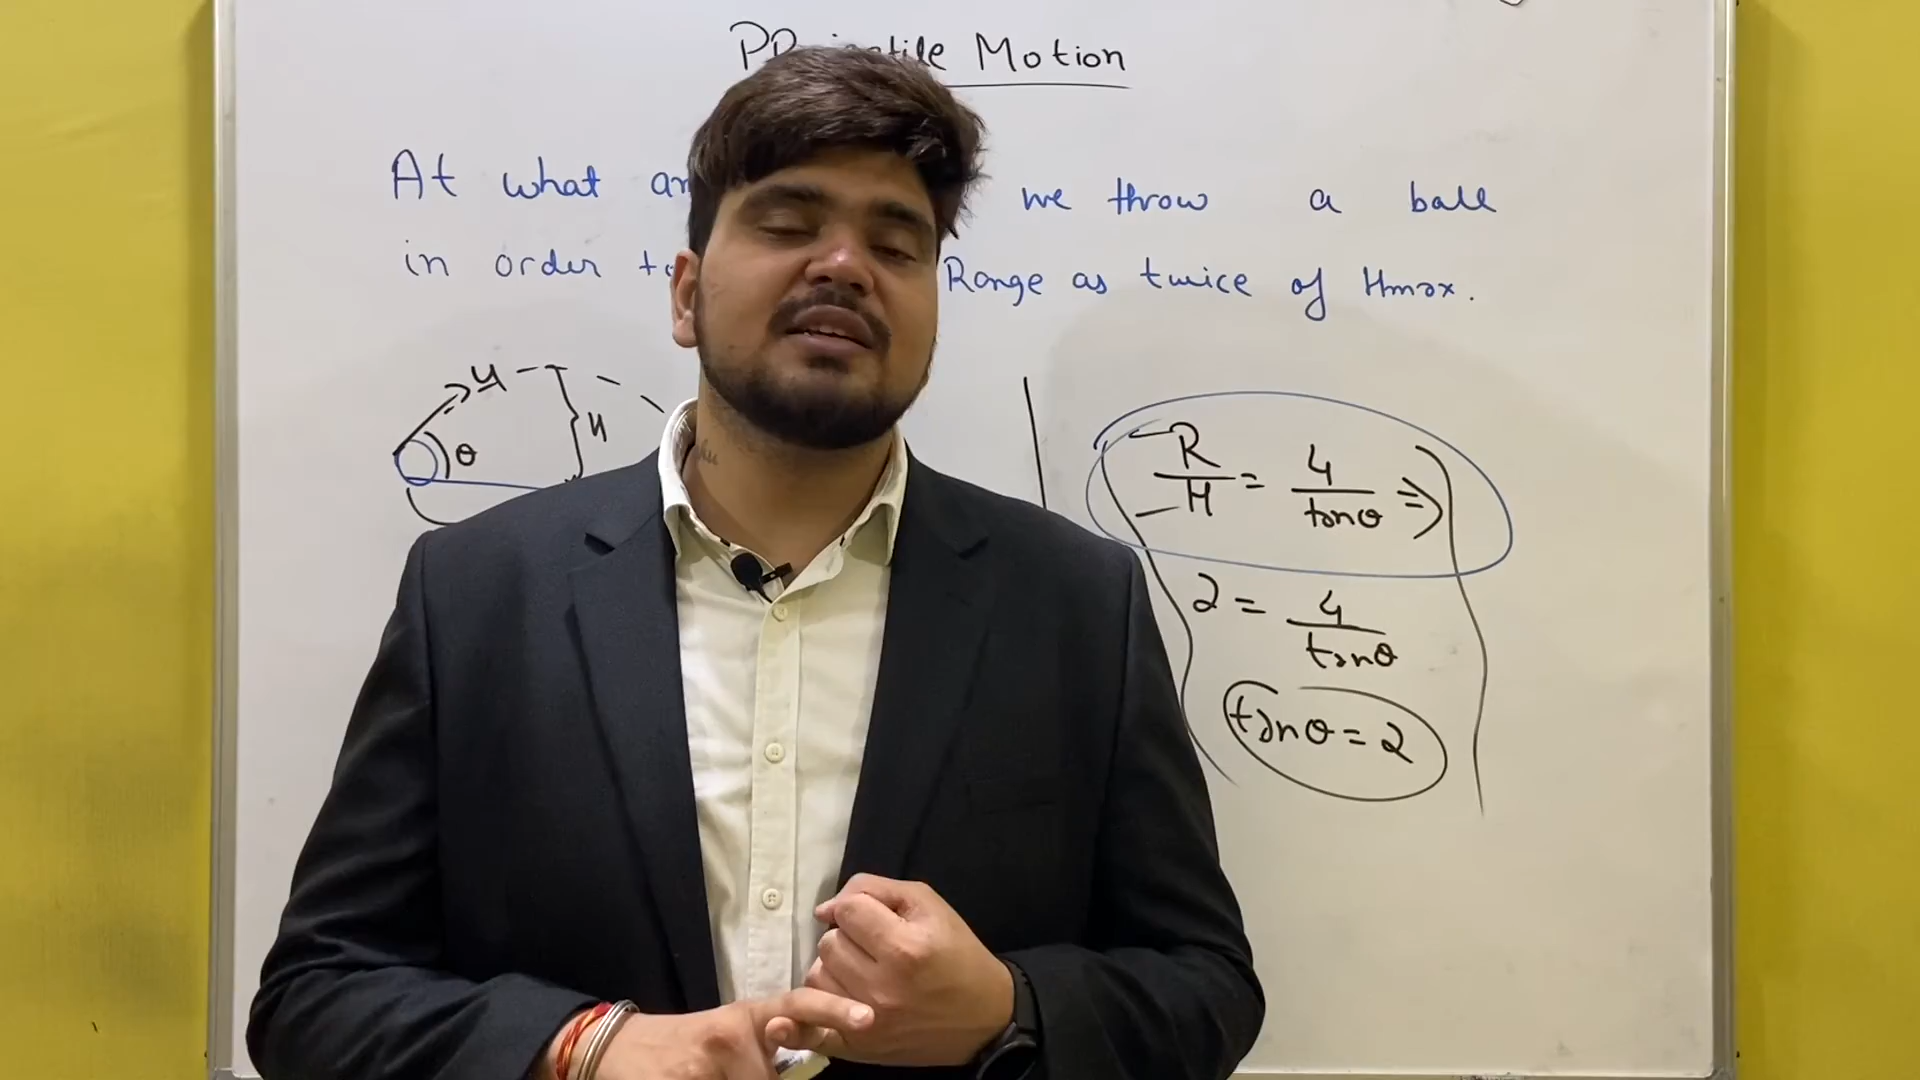 Motion
At what we throw a ball
in order Range as twice of Hmax.
u
H
θ
R/H = 4/tanθ ⇒
2 = 4/tanθ
tanθ = 2